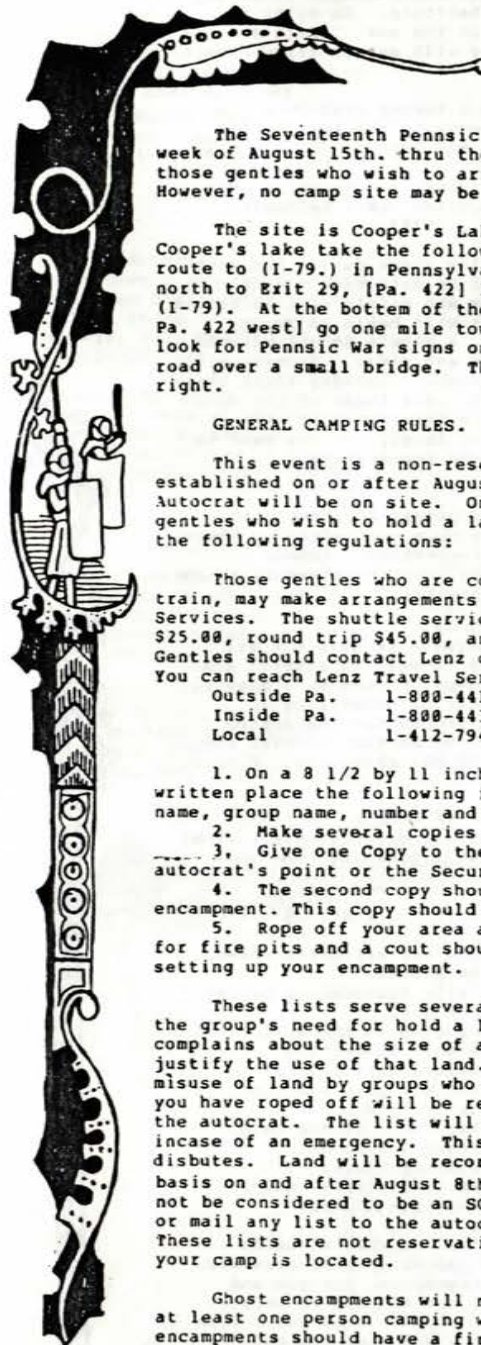 The Seventeenth Pennsic
week of August 15th. thru the
those gentles who wish to ar
However, no camp site may be
The site is Cooper's La
Cooper's lake take the follow
route to (I-79.) in Pennsylva
north to Exit 29, [Pa. 422]
(I-79). At the bottem of the
Pa. 422 west] go one mile tow
look for Pennsic War signs o
road over a small bridge. Th
right.
GENERAL CAMPING RULES.
This event is a non-rese
established on or after Augus
Autocrat will be on site. On
gentles who wish to hold a la
the following regulations:
Those gentles who are co
train, may make arrangements
Services. The shuttle servic
$25.00, round trip $45.00, an
Gentles should contact Lenz o
You can reach Lenz Travel Ser
Outside Pa. 1-800-441
Inside Pa. 1-800-441
Local 1-412-794
1. On a 8 1/2 by 11 inch
written place the following i
name, group name, number and
2. Make several copies
3, Give one Copy to the
autocrat's point or the Secur
4. The second copy shou
encampment. This copy should
5. Rope off your area a
for fire pits and a cout shou
setting up your encampment.
These lists serve severa
the group's need for hold a l
complains about the size of a
justify the use of that land.
misuse of land by groups who
you have roped off will be re
the autocrat. The list will
incase of an emergency. This
disbutes. Land will be recor
basis on and after August 8th
not be considered to be an SC
or mail any list to the autoc
These lists are not reservati
your camp is located.
Ghost encampments will n
at least one person camping w
encampments should have a fir